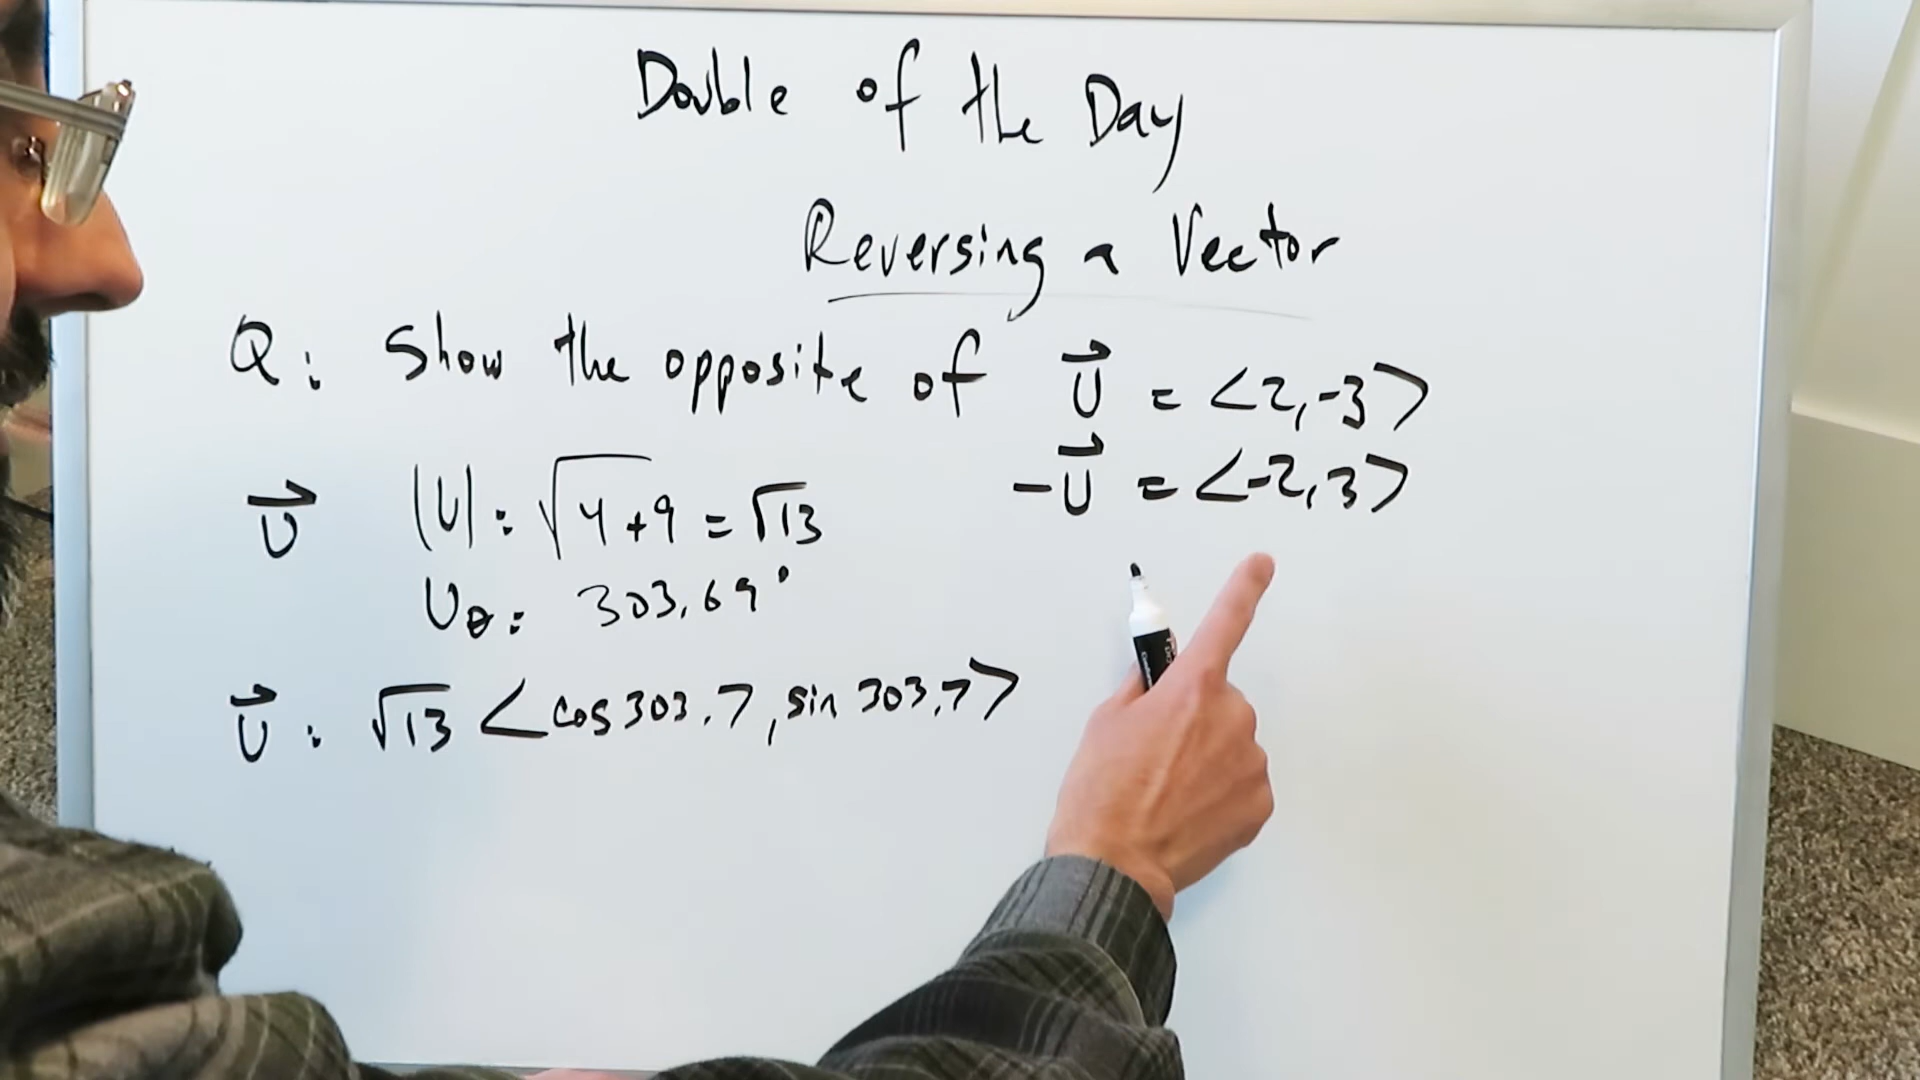 Double of the Day
Reversing a Vector
Q: Show the opposite of U⃗ = <2,-3>
-U⃗ = <-2,3>
U⃗ |U|: √4+9 = √13
Uθ: 303.69°
U⃗ : √13 <cos 303.7, sin 303.7>